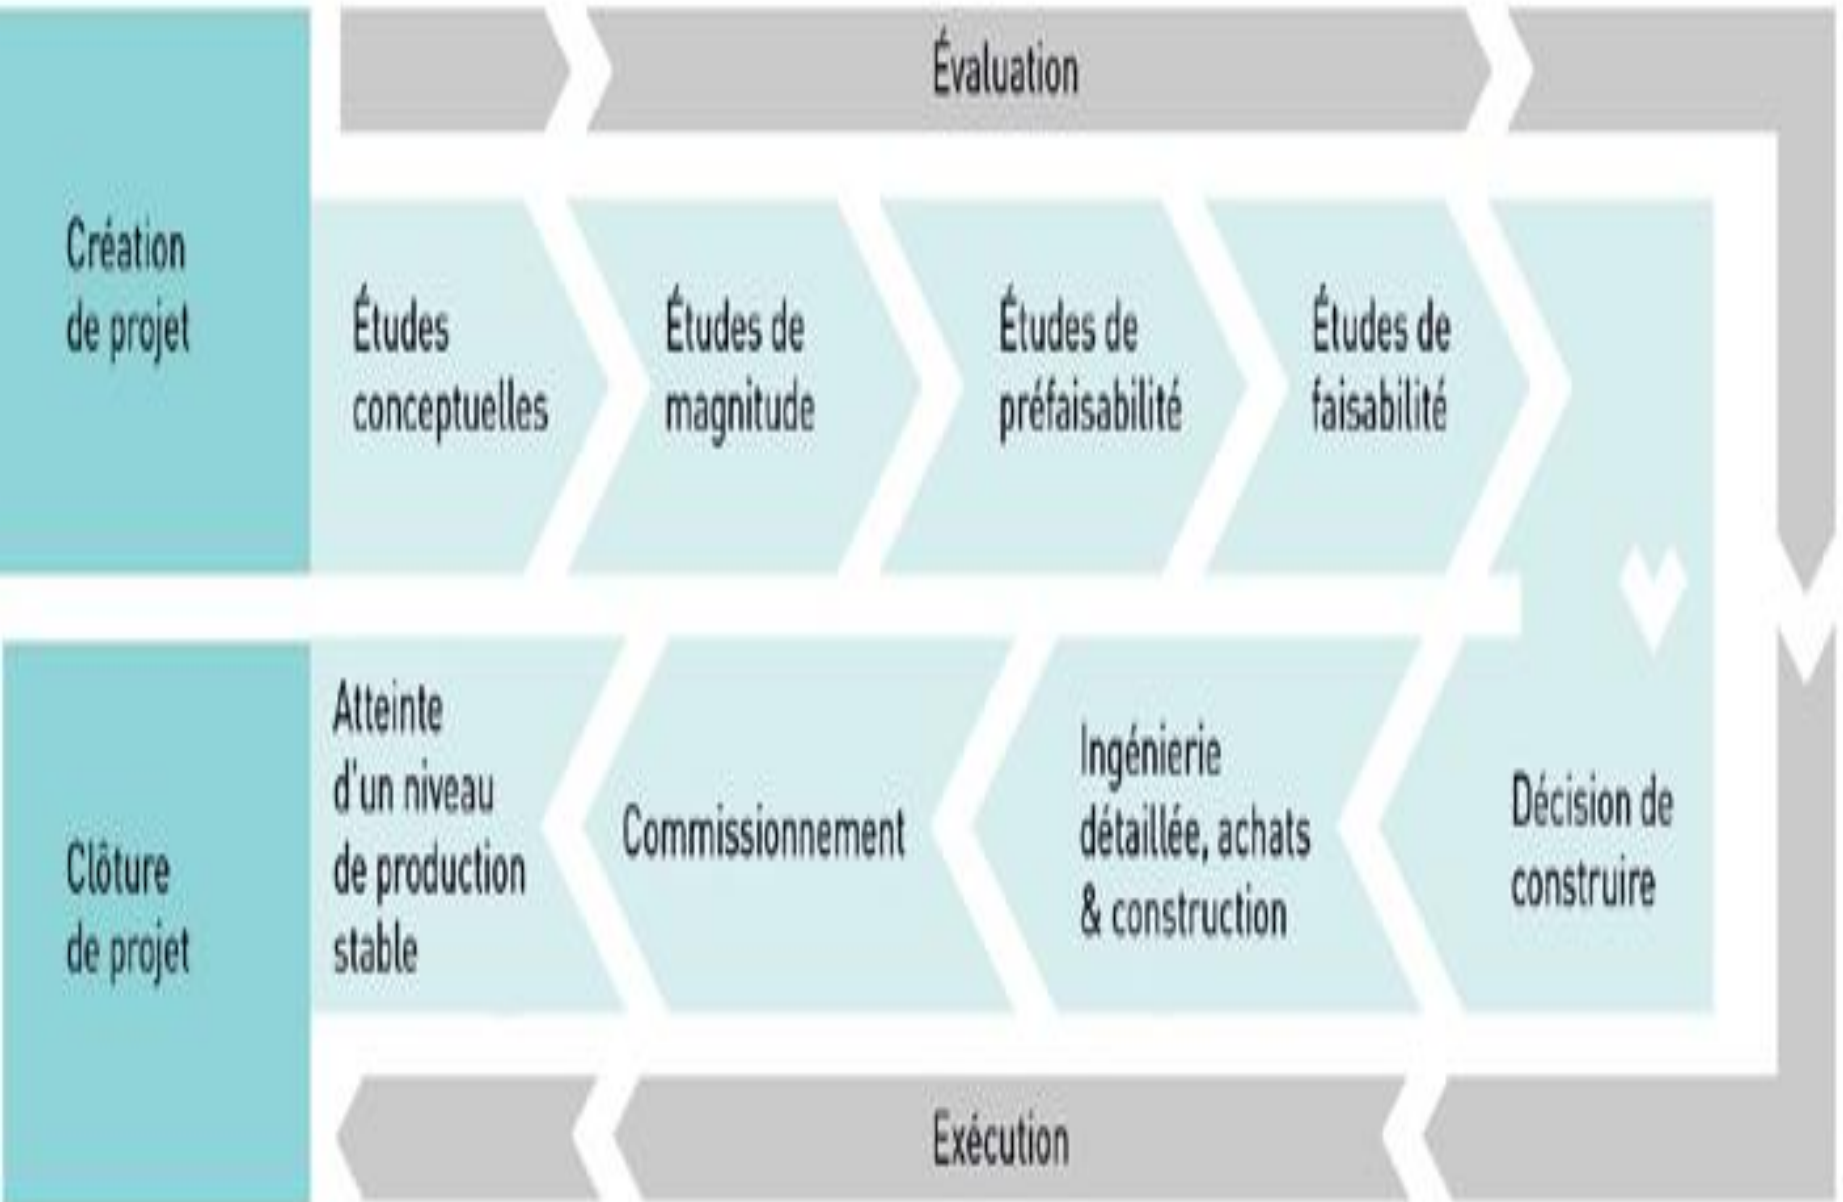 Évaluation
Création
de projet
Études
conceptuelles
Études de
magnitude
Études de
préfaisabilité
Études de
faisabilité
Décision de
construire
Ingénierie
détaillée, achats
& construction
Commissionnement
Atteinte
d'un niveau
de production
stable
Clôture
de projet
Exécution